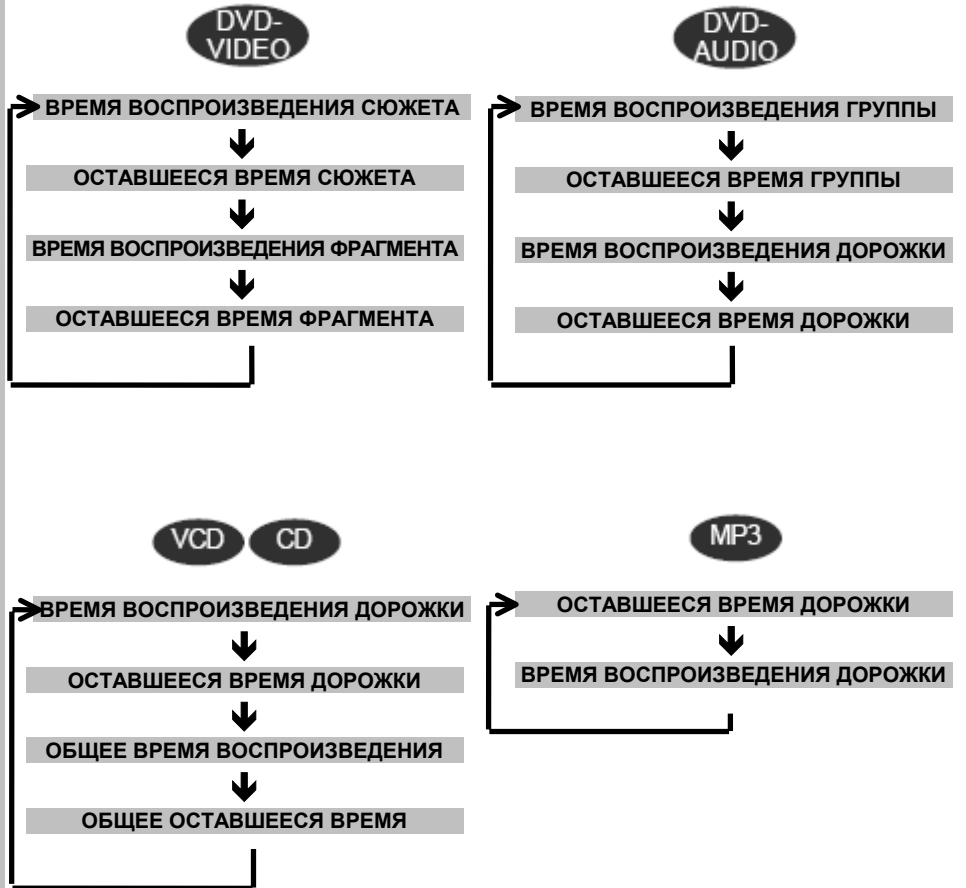 DVD-
VIDEO
ВРЕМЯ ВОСПРОИЗВЕДЕНИЯ СЮЖЕТА
ОСТАВШЕЕСЯ ВРЕМЯ СЮЖЕТА
ВРЕМЯ ВОСПРОИЗВЕДЕНИЯ ФРАГМЕНТА
ОСТАВШЕЕСЯ ВРЕМЯ ФРАГМЕНТА
DVD-
AUDIO
ВРЕМЯ ВОСПРОИЗВЕДЕНИЯ ГРУППЫ
ОСТАВШЕЕСЯ ВРЕМЯ ГРУППЫ
ВРЕМЯ ВОСПРОИЗВЕДЕНИЯ ДОРОЖКИ
ОСТАВШЕЕСЯ ВРЕМЯ ДОРОЖКИ
VCD CD
ВРЕМЯ ВОСПРОИЗВЕДЕНИЯ ДОРОЖКИ
ОСТАВШЕЕСЯ ВРЕМЯ ДОРОЖКИ
ОБЩЕЕ ВРЕМЯ ВОСПРОИЗВЕДЕНИЯ
ОБЩЕЕ ОСТАВШЕЕСЯ ВРЕМЯ
MP3
ОСТАВШЕЕСЯ ВРЕМЯ ДОРОЖКИ
ВРЕМЯ ВОСПРОИЗВЕДЕНИЯ ДОРОЖКИ